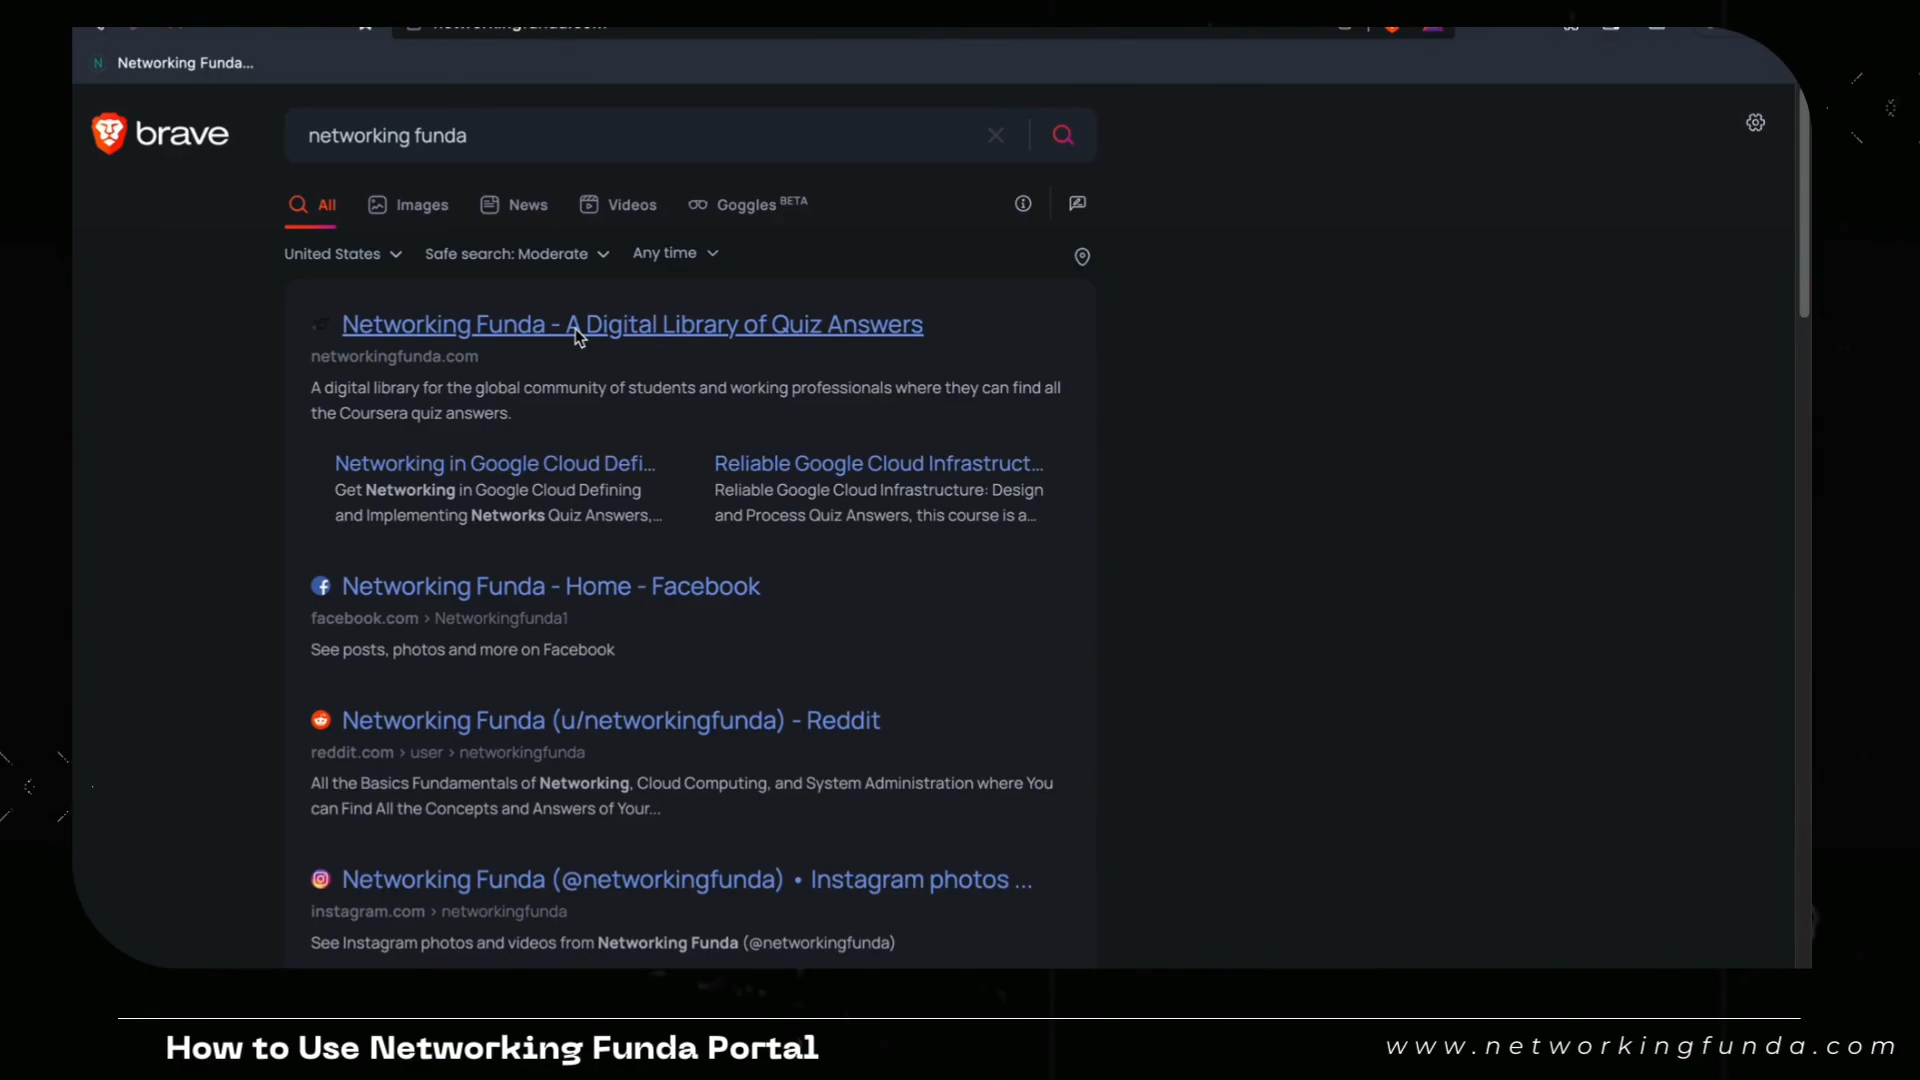 N Networking Funda...
brave
networking funda
All Images News Videos Goggles BETA
United States Safe search: Moderate Any time
Networking Funda - A Digital Library of Quiz Answers
networkingfunda.com
A digital library for the global community of students and working professionals where they can find all
the Coursera quiz answers.
Networking in Google Cloud Defi...
Get Networking in Google Cloud Defining
and Implementing Networks Quiz Answers,...
Reliable Google Cloud Infrastruct...
Reliable Google Cloud Infrastructure: Design
and Process Quiz Answers, this course is a...
Networking Funda - Home - Facebook
facebook.com › Networkingfunda1
See posts, photos and more on Facebook
Networking Funda (u/networkingfunda) - Reddit
reddit.com › user › networkingfunda
All the Basics Fundamentals of Networking, Cloud Computing, and System Administration where You
can Find All the Concepts and Answers of Your...
Networking Funda (@networkingfunda) • Instagram photos ...
instagram.com › networkingfunda
See Instagram photos and videos from Networking Funda (@networkingfunda)
How to Use Networking Funda Portal
www.networkingfunda.com